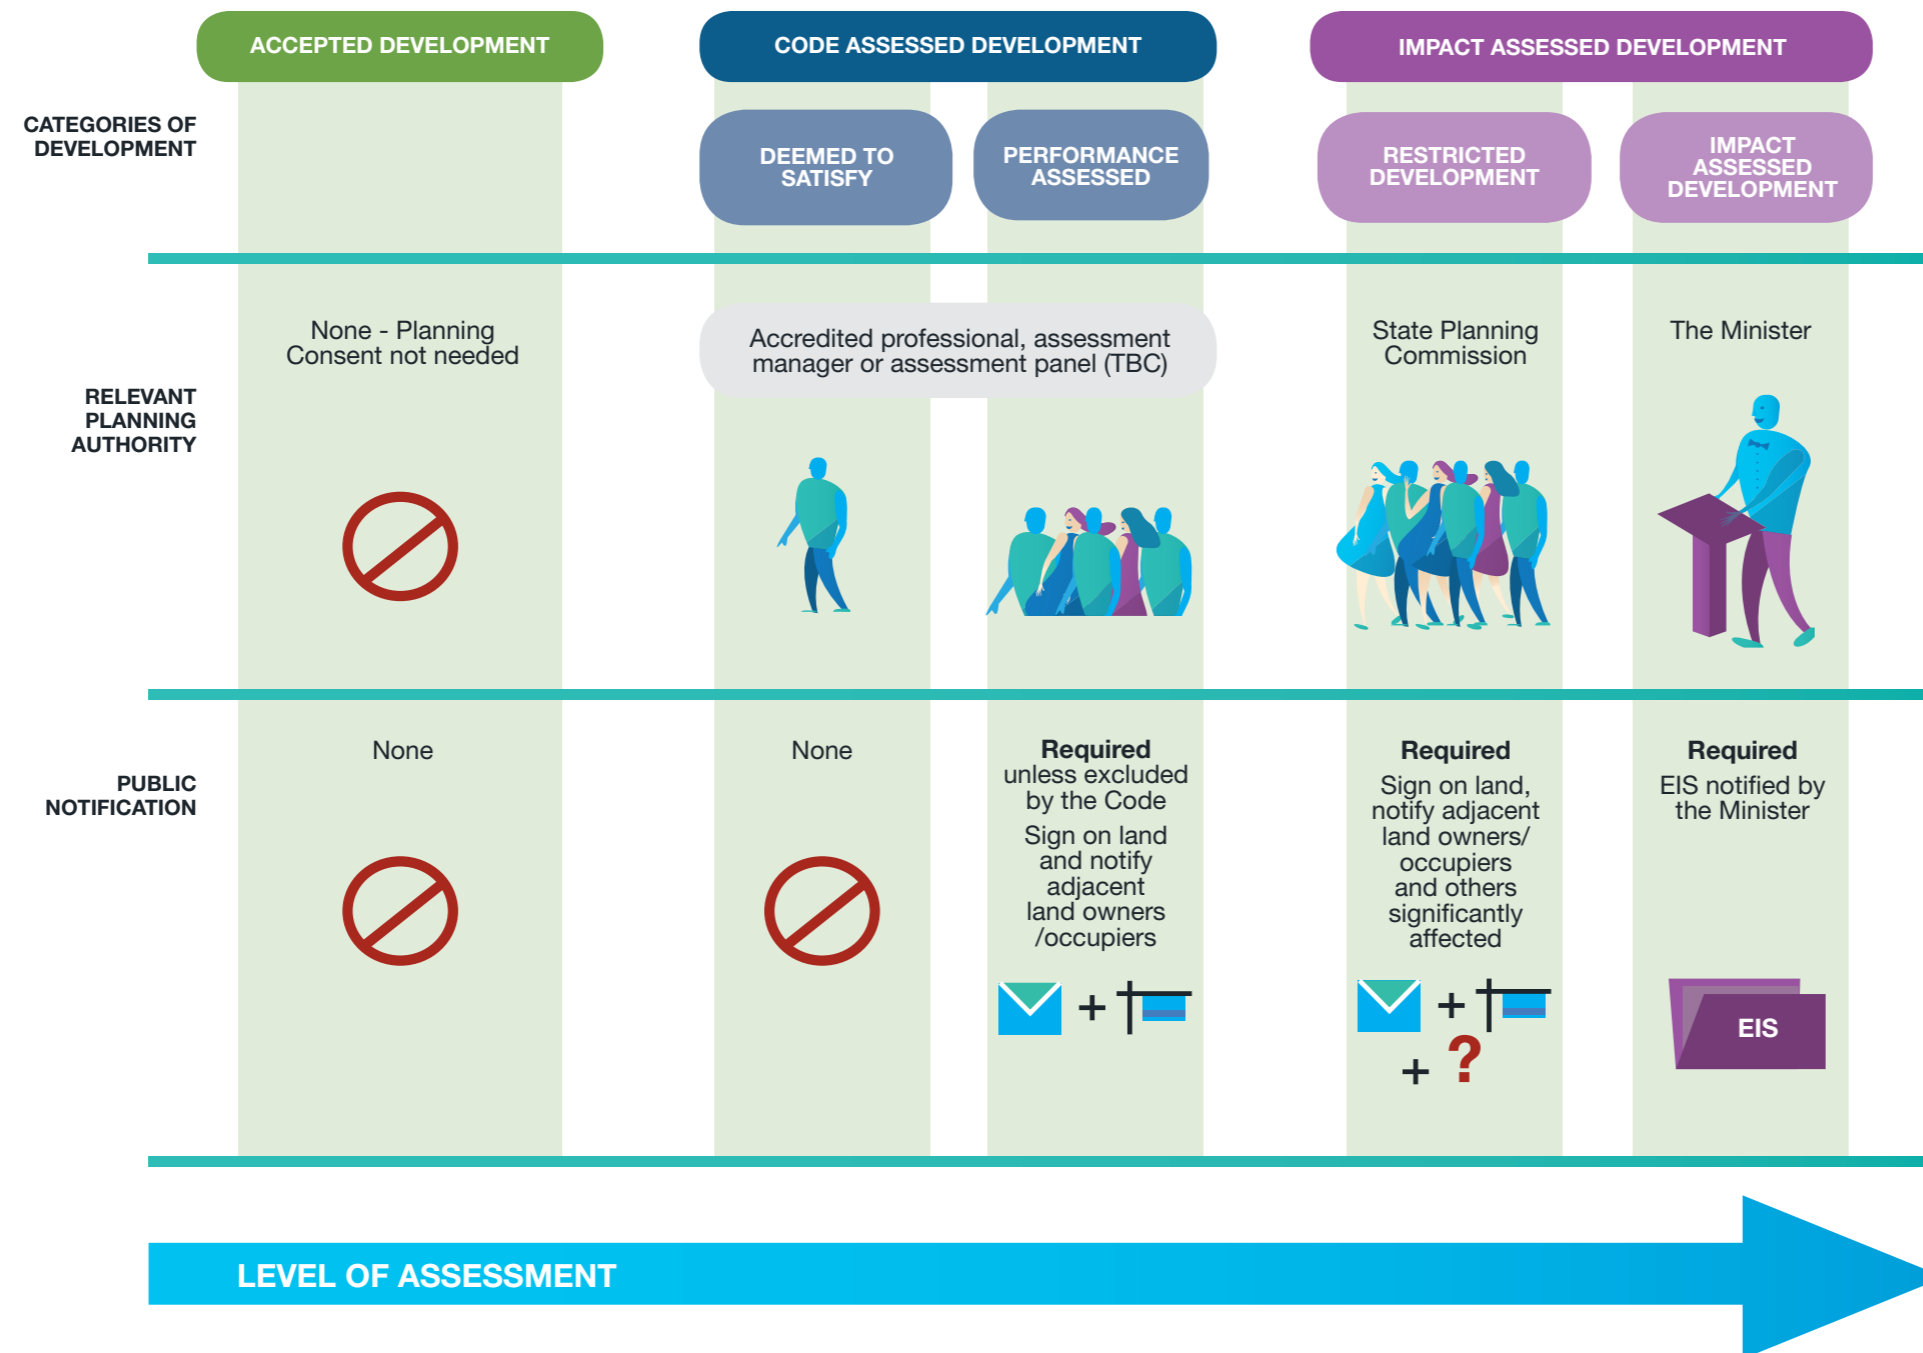 ACCEPTED DEVELOPMENT
CODE ASSESSED DEVELOPMENT
IMPACT ASSESSED DEVELOPMENT
CATEGORIES OF
DEVELOPMENT
DEEMED TO
SATISFY
PERFORMANCE
ASSESSED
RESTRICTED
DEVELOPMENT
IMPACT
ASSESSED
DEVELOPMENT
RELEVANT
PLANNING
AUTHORITY
None - Planning
Consent not needed
Accredited professional, assessment
manager or assessment panel (TBC)
State Planning
Commission
The Minister
PUBLIC
NOTIFICATION
None
None
Required
unless excluded
by the Code
Sign on land
and notify
adjacent
land owners
/occupiers
+
Required
Sign on land,
notify adjacent
land owners/
occupiers
and others
significantly
affected
+
+ ?
Required
EIS notified by
the Minister
EIS
LEVEL OF ASSESSMENT